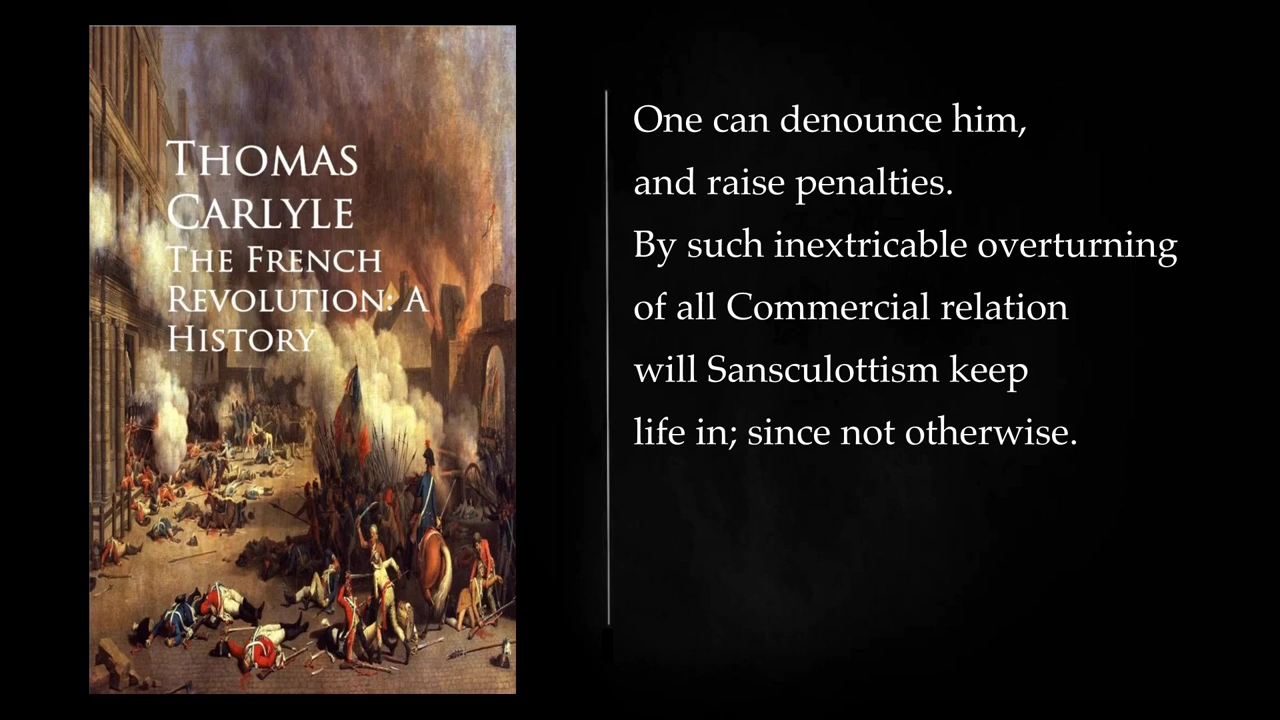 THOMAS
CARLYLE
THE FRENCH
REVOLUTION: A
HISTORY
One can denounce him,
and raise penalties.
By such inextricable overturning
of all Commercial relation
will Sansculottism keep
life in; since not otherwise.